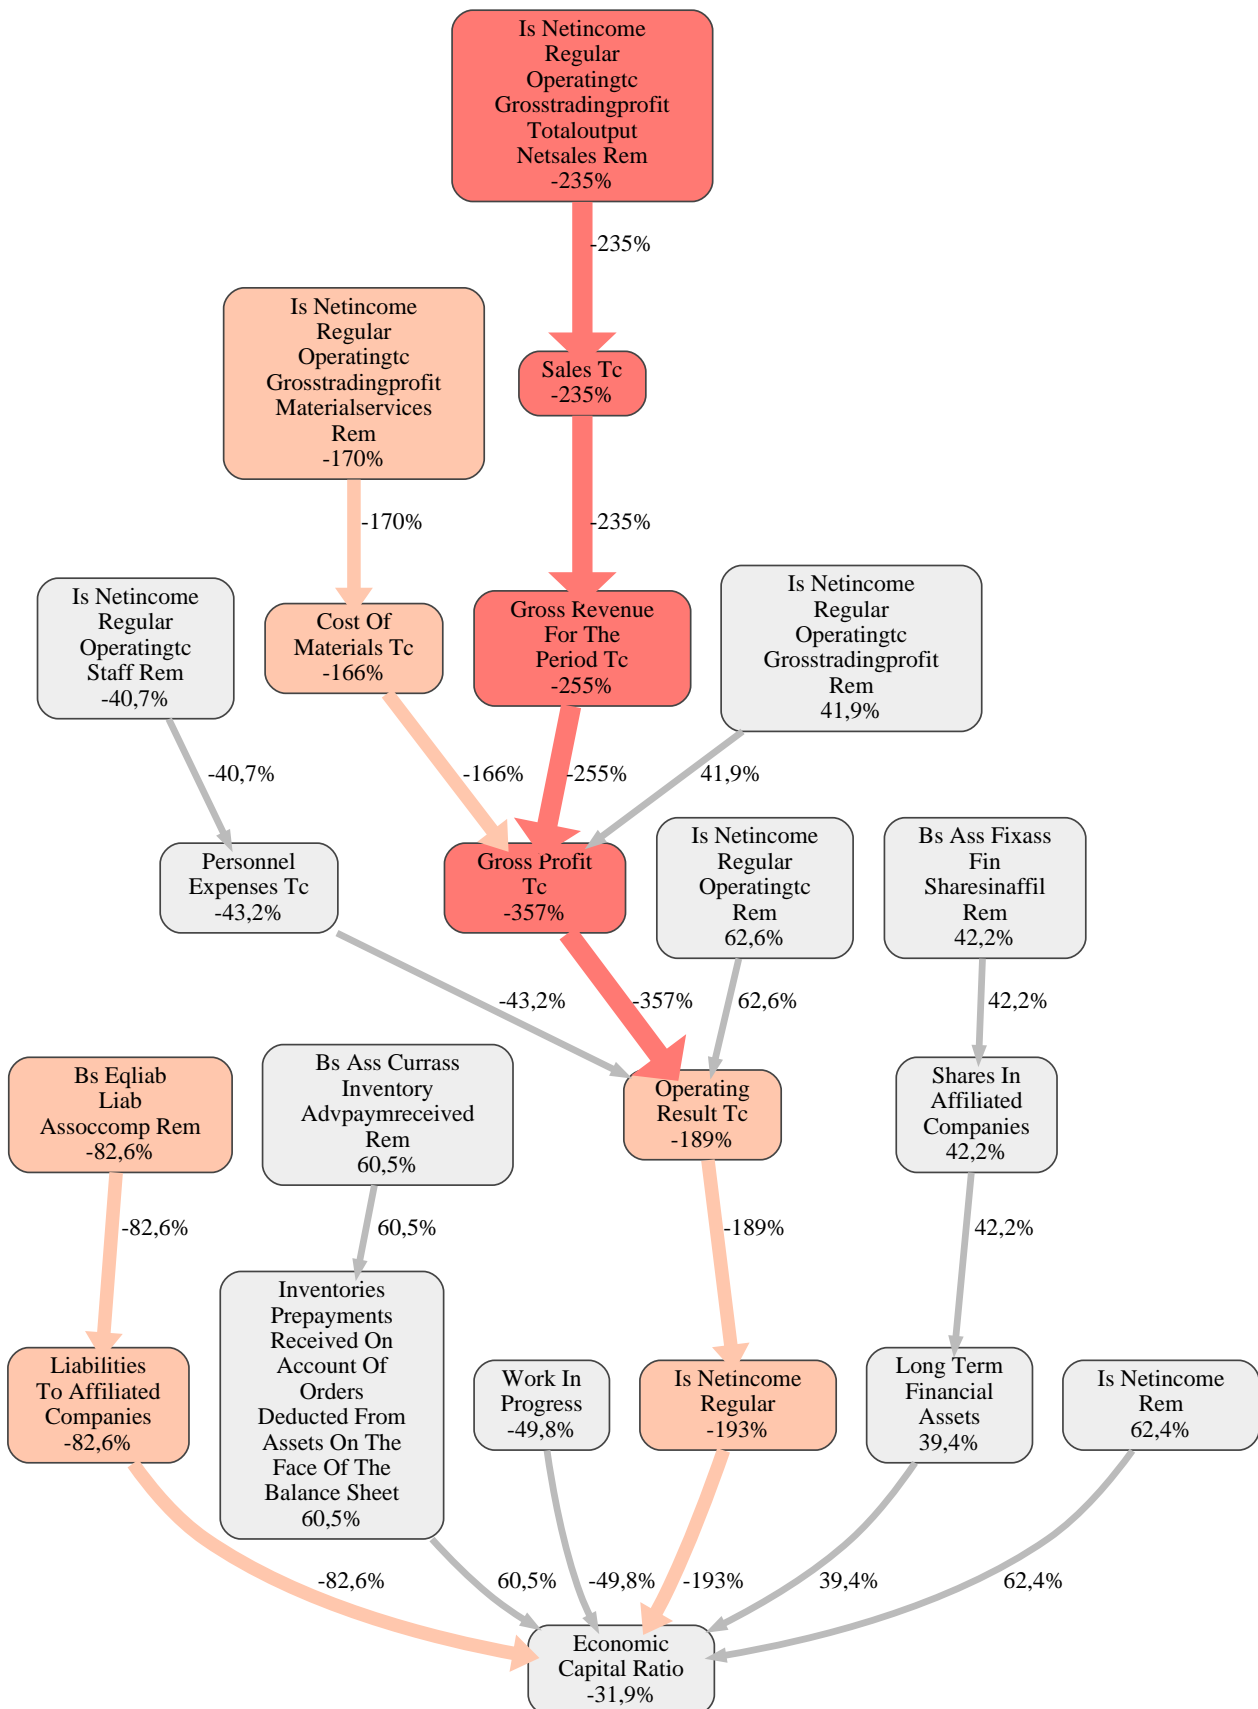 Is Netincome
Regular
Operatingtc
Grosstradingprofit
Totaloutput
Netsales Rem
-235%
-235%
Is Netincome
Regular
Operatingtc
Grosstradingprofit
Materialservices
Rem
-170%
Sales Tc
-235%
-170%
-235%
Is Netincome
Regular
Operatingtc
Staff Rem
-40,7%
Cost Of
Materials Tc
-166%
Gross Revenue
For The
Period Tc
-255%
Is Netincome
Regular
Operatingtc
Grosstradingprofit
Rem
41,9%
-40,7%
-166%
-255%
41,9%
Personnel
Expenses Tc
-43,2%
Gross Profit
Tc
-357%
Is Netincome
Regular
Operatingtc
Rem
62,6%
Bs Ass Fixass
Fin
Sharesinaffil
Rem
42,2%
-43,2%
-357%
62,6%
42,2%
Bs Eqliab
Liab
Assoccomp Rem
-82,6%
Bs Ass Currass
Inventory
Advpaymreceived
Rem
60,5%
Operating
Result Tc
-189%
Shares In
Affiliated
Companies
42,2%
-82,6%
60,5%
-189%
42,2%
Liabilities
To Affiliated
Companies
-82,6%
Inventories
Prepayments
Received On
Account Of
Orders
Deducted From
Assets On The
Face Of The
Balance Sheet
60,5%
Work In
Progress
-49,8%
Is Netincome
Regular
-193%
Long Term
Financial
Assets
39,4%
Is Netincome
Rem
62,4%
-82,6%
60,5%
-49,8%
-193%
39,4%
62,4%
Economic
Capital Ratio
-31,9%